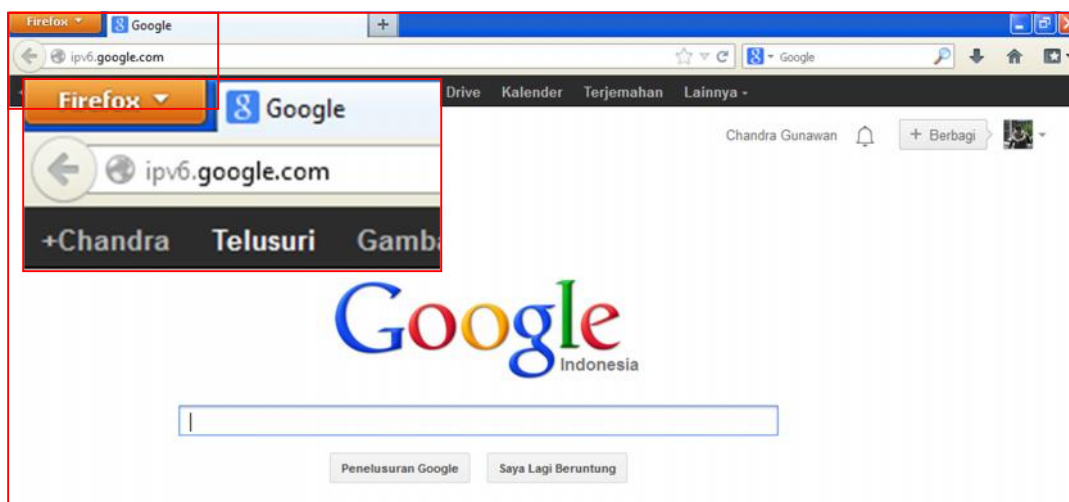 Firefox
Google
ipv6.google.com
Google
Drive Kalender Terjemahan Lainnya
Firefox
Google
ipv6.google.com
+Chandra Telusuri Gamba
Chandra Gunawan
+ Berbagi
Google
Indonesia
Penelusuran Google
Saya Lagi Beruntung